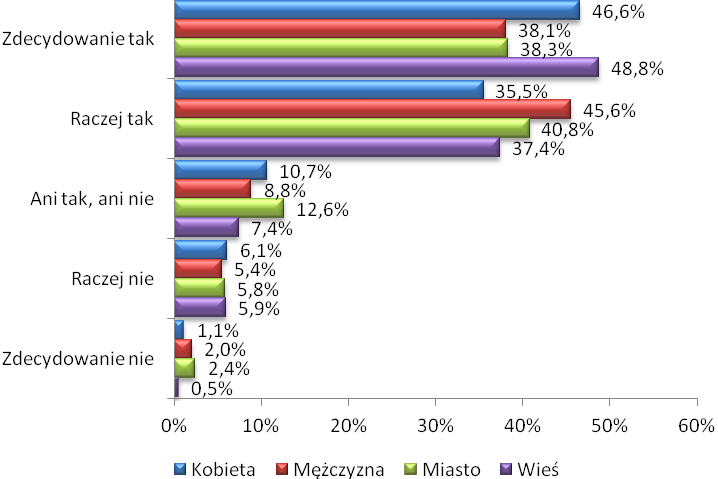 Zdecydowanie tak
46,6%
38,1%
38,3%
48,8%
Raczej tak
35,5%
45,6%
40,8%
37,4%
Ani tak, ani nie
10,7%
8,8%
12,6%
7,4%
Raczej nie
6,1%
5,4%
5,8%
5,9%
Zdecydowanie nie
1,1%
2,0%
2,4%
0,5%
0% 10% 20% 30% 40% 50% 60%
Kobieta Mężczyzna Miasto Wieś